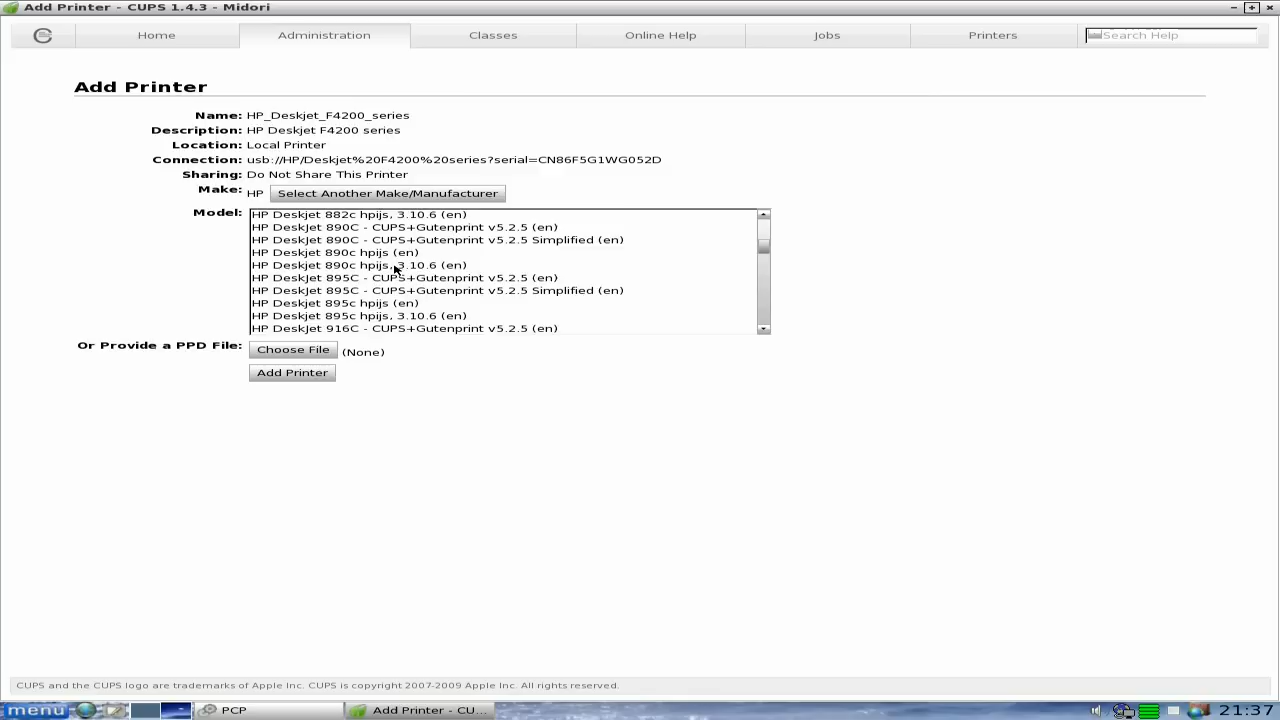 Add Printer - CUPS 1.4.3 - Midori
Home
Administration
Classes
Online Help
Jobs
Printers
Search Help
Add Printer
Name: HP_Deskjet_F4200_series
Description: HP Deskjet F4200 series
Location: Local Printer
Connection: usb://HP/Deskjet%20F4200%20series?serial=CN86F5G1WG052D
Sharing: Do Not Share This Printer
Make: HP Select Another Make/Manufacturer
Model:
HP Deskjet 882c hpijs, 3.10.6 (en)
HP DeskJet 890C - CUPS+Gutenprint v5.2.5 (en)
HP DeskJet 890C - CUPS+Gutenprint v5.2.5 Simplified (en)
HP Deskjet 890c hpijs (en)
HP Deskjet 890c hpijs, 3.10.6 (en)
HP DeskJet 895C - CUPS+Gutenprint v5.2.5 (en)
HP DeskJet 895C - CUPS+Gutenprint v5.2.5 Simplified (en)
HP Deskjet 895c hpijs (en)
HP Deskjet 895c hpijs, 3.10.6 (en)
HP DeskJet 916C - CUPS+Gutenprint v5.2.5 (en)
Or Provide a PPD File: Choose File (None)
Add Printer
CUPS and the CUPS logo are trademarks of Apple Inc. CUPS is copyright 2007-2009 Apple Inc. All rights reserved.
menu
PCP
Add Printer - CU...
21:37